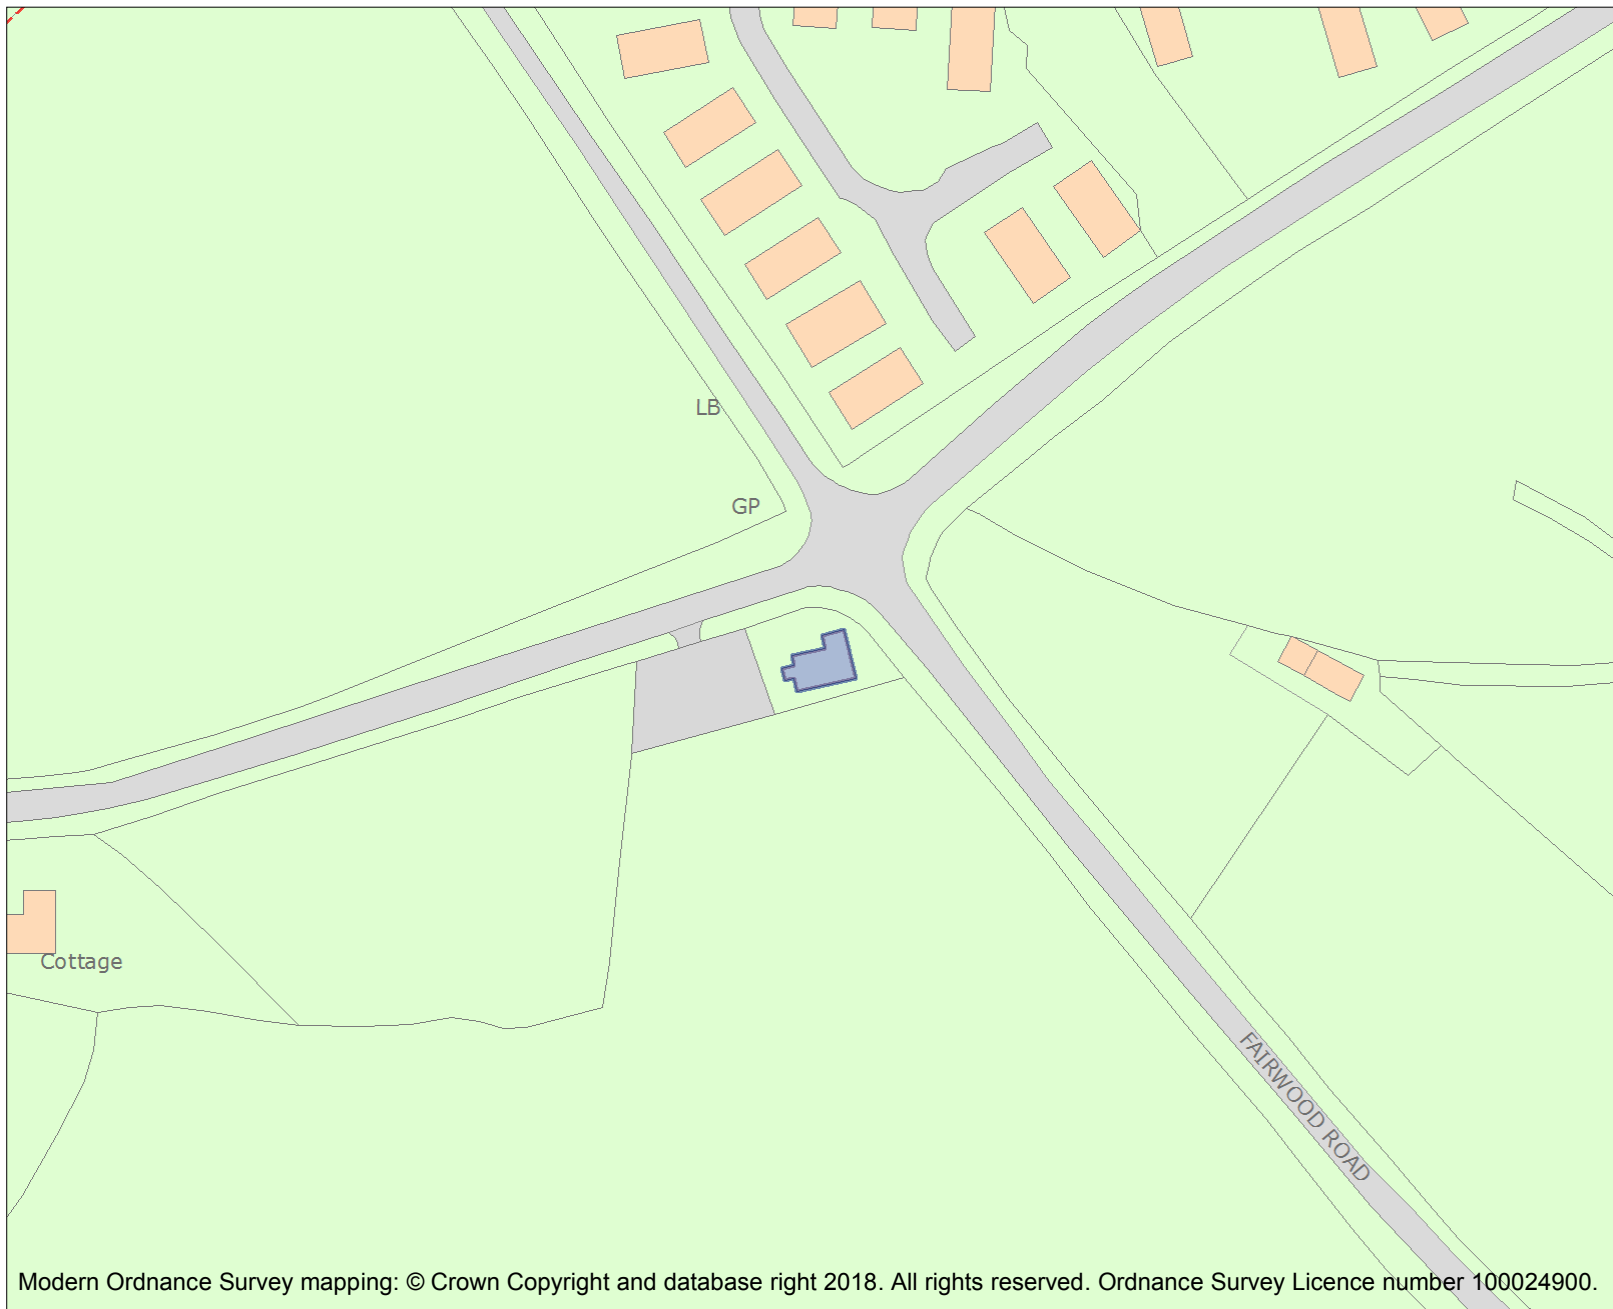 LB
GP
Cottage
FAIRWOOD ROAD
Modern Ordnance Survey mapping: © Crown Copyright and database right 2018. All rights reserved. Ordnance Survey Licence number 100024900.